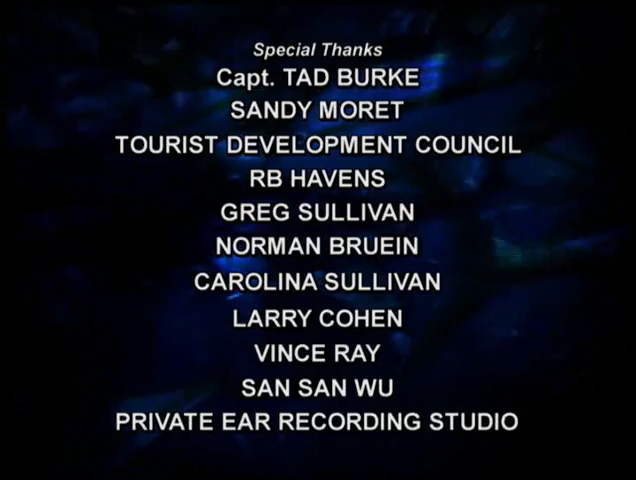 Special Thanks
Capt. TAD BURKE
SANDY MORET
TOURIST DEVELOPMENT COUNCIL
RB HAVENS
GREG SULLIVAN
NORMAN BRUEIN
CAROLINA SULLIVAN
LARRY COHEN
VINCE RAY
SAN SAN WU
PRIVATE EAR RECORDING STUDIO